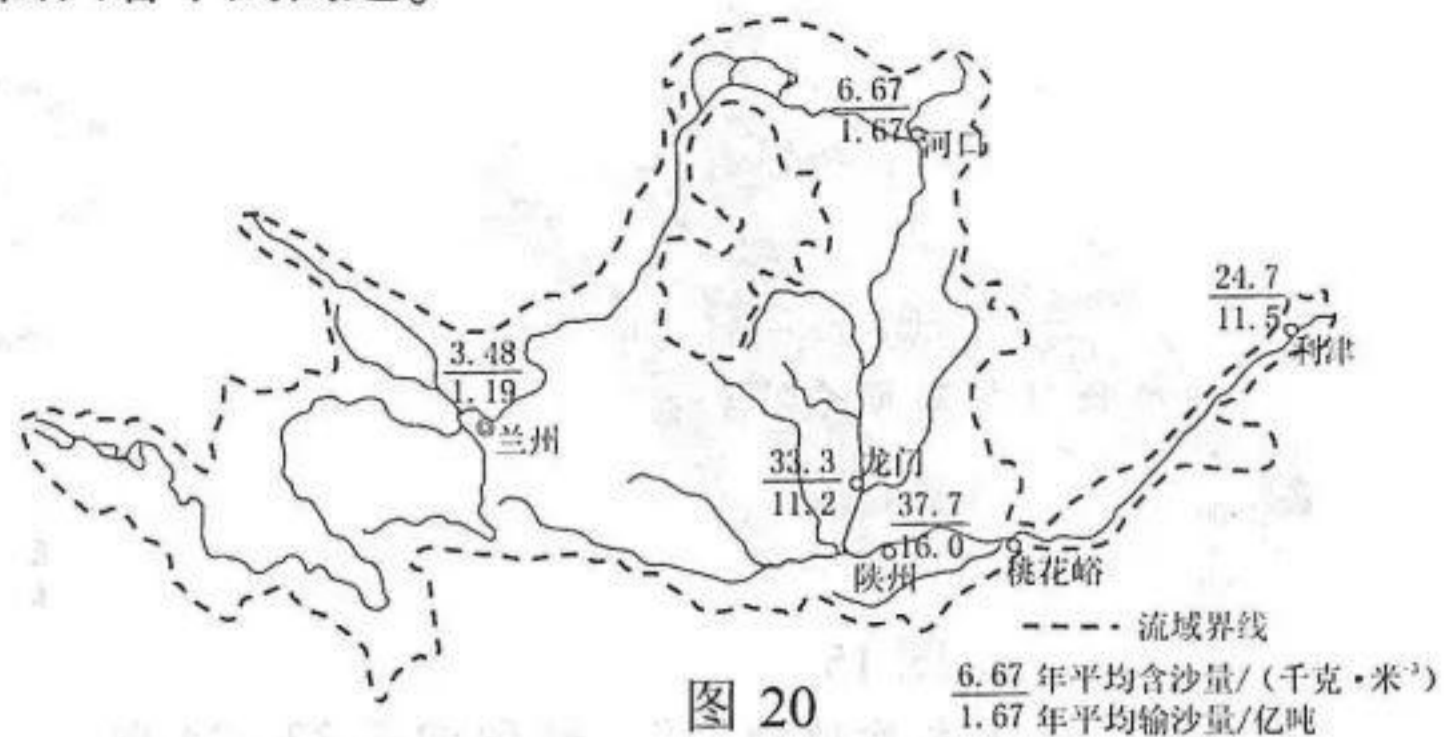 6.67
1.67
河口
24.7
11.5
利津
3.48
1.19
兰州
33.3
11.2
龙门
37.7
16.0
陕州
桃花峪
流域界线
图 20
6.67 年平均含沙量/(千克·米⁻³)
1.67 年平均输沙量/亿吨